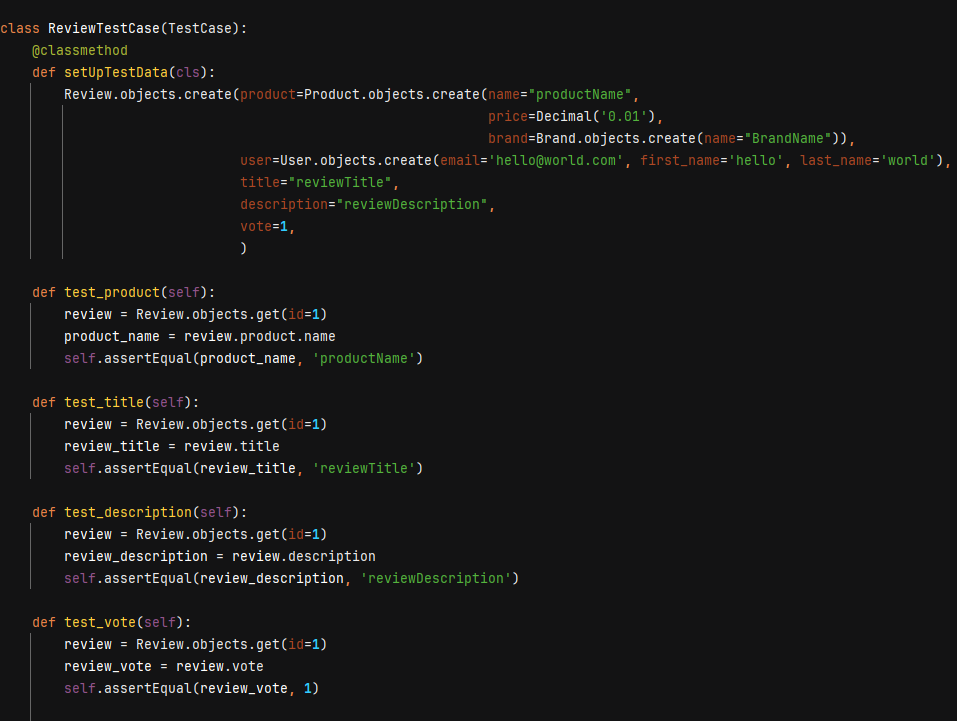 class ReviewTestCase(TestCase):
    @classmethod
    def setUpTestData(cls):
        Review.objects.create(product=Product.objects.create(name="productName",
                                                             price=Decimal('0.01'),
                                                             brand=Brand.objects.create(name="BrandName")),
                              user=User.objects.create(email='hello@world.com', first_name='hello', last_name='world'),
                              title="reviewTitle",
                              description="reviewDescription",
                              vote=1,
                              )

    def test_product(self):
        review = Review.objects.get(id=1)
        product_name = review.product.name
        self.assertEqual(product_name, 'productName')

    def test_title(self):
        review = Review.objects.get(id=1)
        review_title = review.title
        self.assertEqual(review_title, 'reviewTitle')

    def test_description(self):
        review = Review.objects.get(id=1)
        review_description = review.description
        self.assertEqual(review_description, 'reviewDescription')

    def test_vote(self):
        review = Review.objects.get(id=1)
        review_vote = review.vote
        self.assertEqual(review_vote, 1)